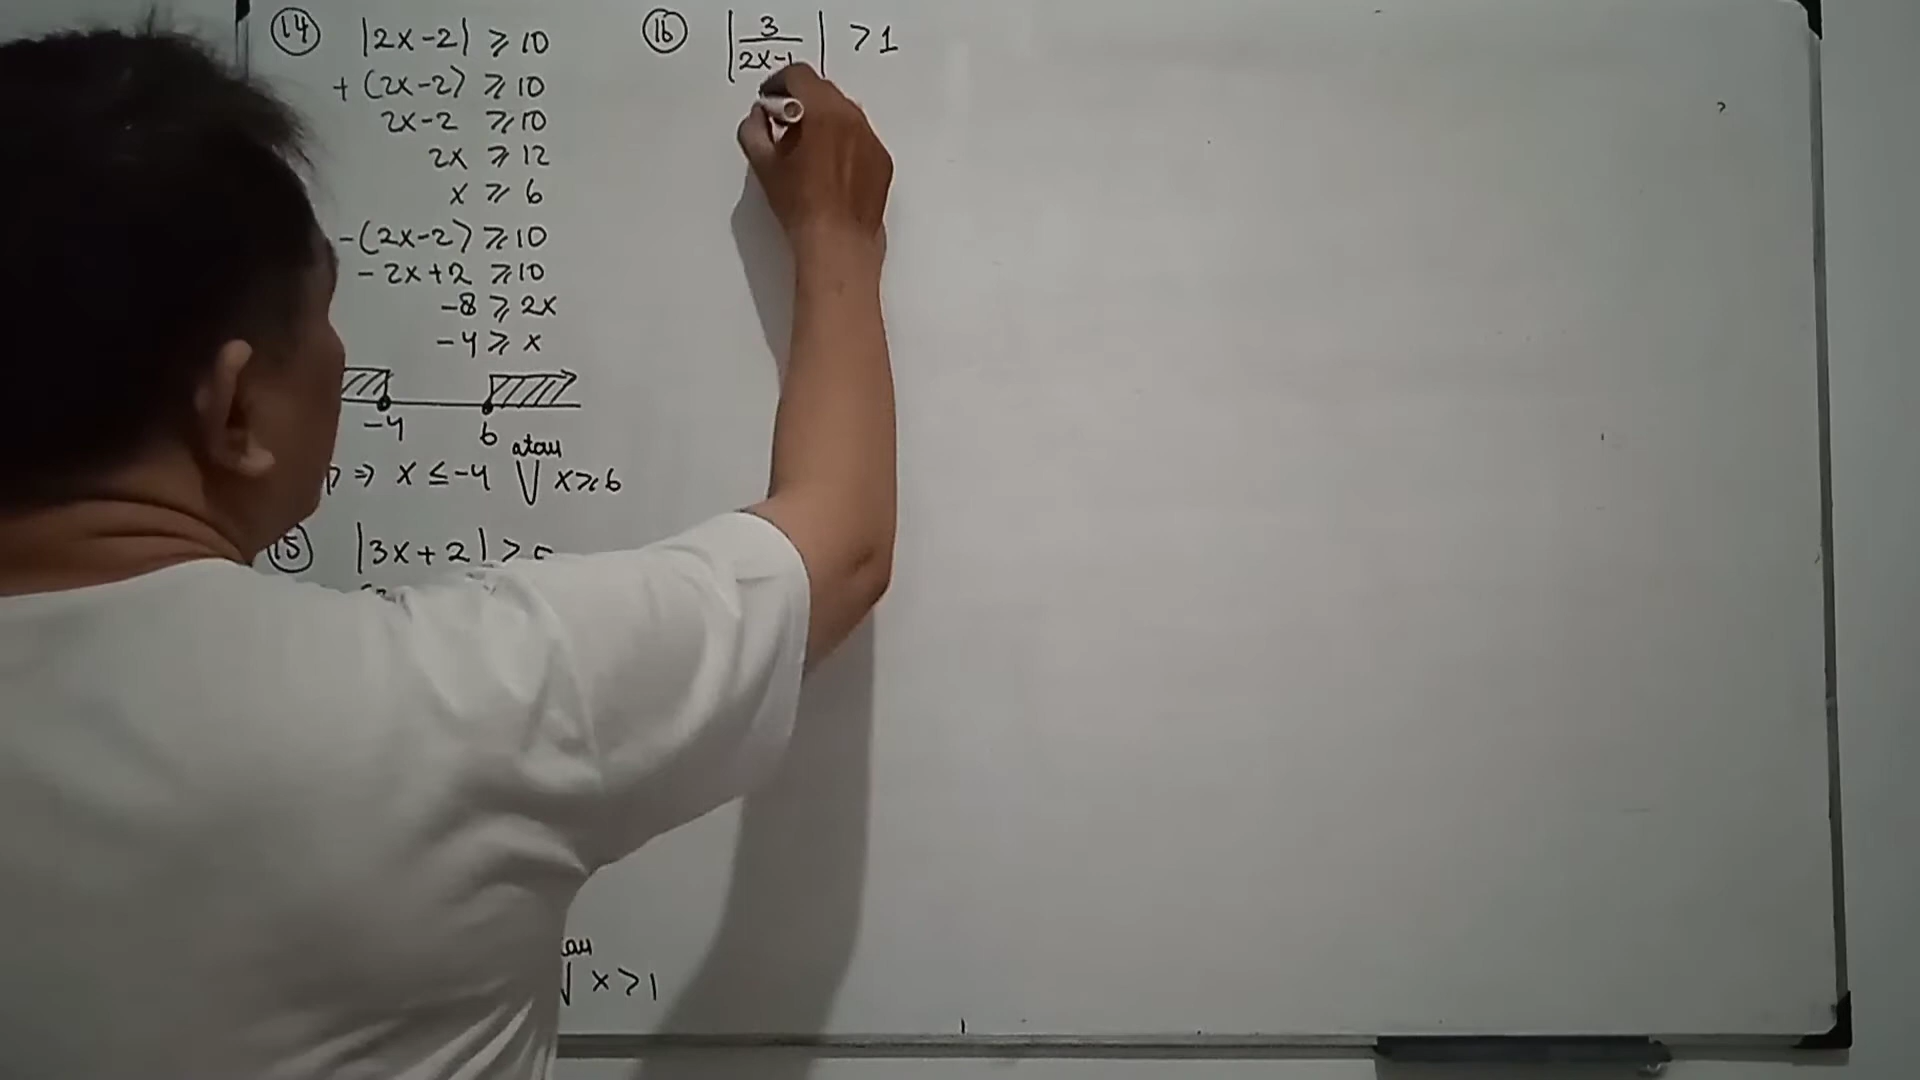 14 |2x-2| ≥ 10
+ (2x-2) ≥ 10
2x-2 ≥ 10
2x ≥ 12
x ≥ 6
-(2x-2) ≥ 10
-2x+2 ≥ 10
-8 ≥ 2x
-4 ≥ x
-4 6
atau
⇒ x ≤ -4 V x ≥ 6
15 |3x+2| >
x > 1
16 |3/(2x-1)| > 1